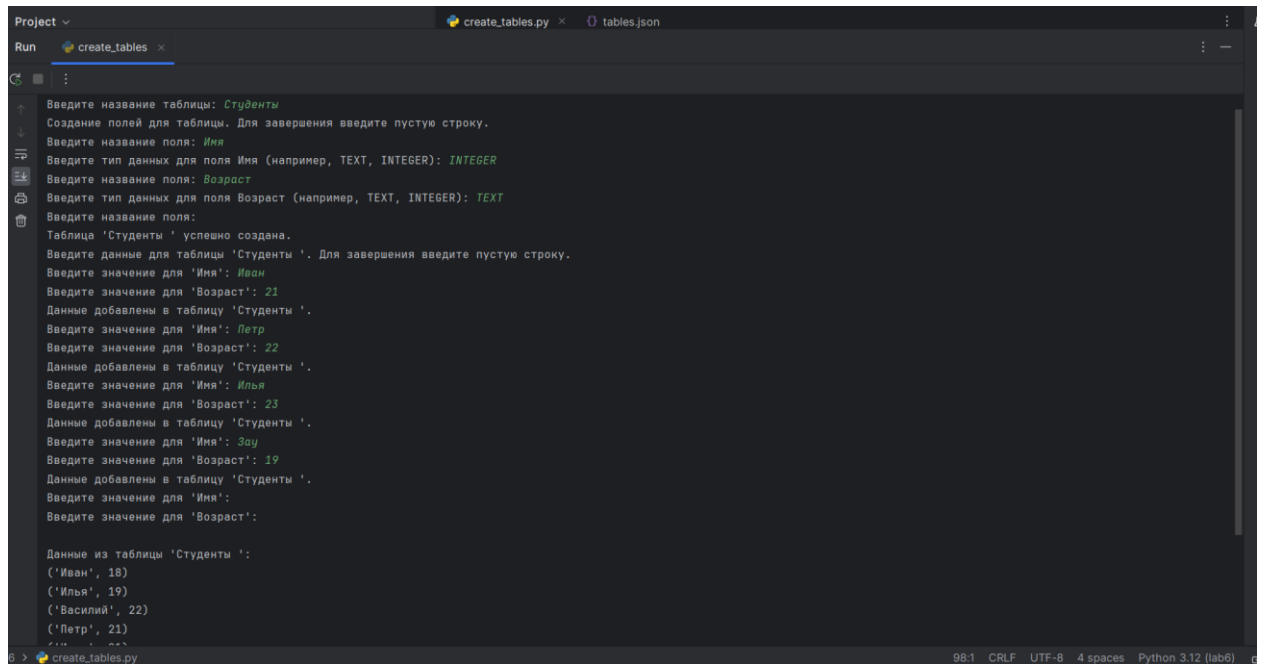 Project
create_tables.py × {} tables.json
Run create_tables ×
Введите название таблицы: Студенты
Создание полей для таблицы. Для завершения введите пустую строку.
Введите название поля: Имя
Введите тип данных для поля Имя (например, TEXT, INTEGER): INTEGER
Введите название поля: Возраст
Введите тип данных для поля Возраст (например, TEXT, INTEGER): TEXT
Введите название поля:
Таблица 'Студенты ' успешно создана.
Введите данные для таблицы 'Студенты '. Для завершения введите пустую строку.
Введите значение для 'Имя': Иван
Введите значение для 'Возраст': 21
Данные добавлены в таблицу 'Студенты '.
Введите значение для 'Имя': Петр
Введите значение для 'Возраст': 22
Данные добавлены в таблицу 'Студенты '.
Введите значение для 'Имя': Илья
Введите значение для 'Возраст': 23
Данные добавлены в таблицу 'Студенты '.
Введите значение для 'Имя': Зау
Введите значение для 'Возраст': 19
Данные добавлены в таблицу 'Студенты '.
Введите значение для 'Имя':
Введите значение для 'Возраст':
Данные из таблицы 'Студенты ':
('Иван', 18)
('Илья', 19)
('Василий', 22)
('Петр', 21)
6 > create_tables.py 98:1 CRLF UTF-8 4 spaces Python 3.12 (lab6)